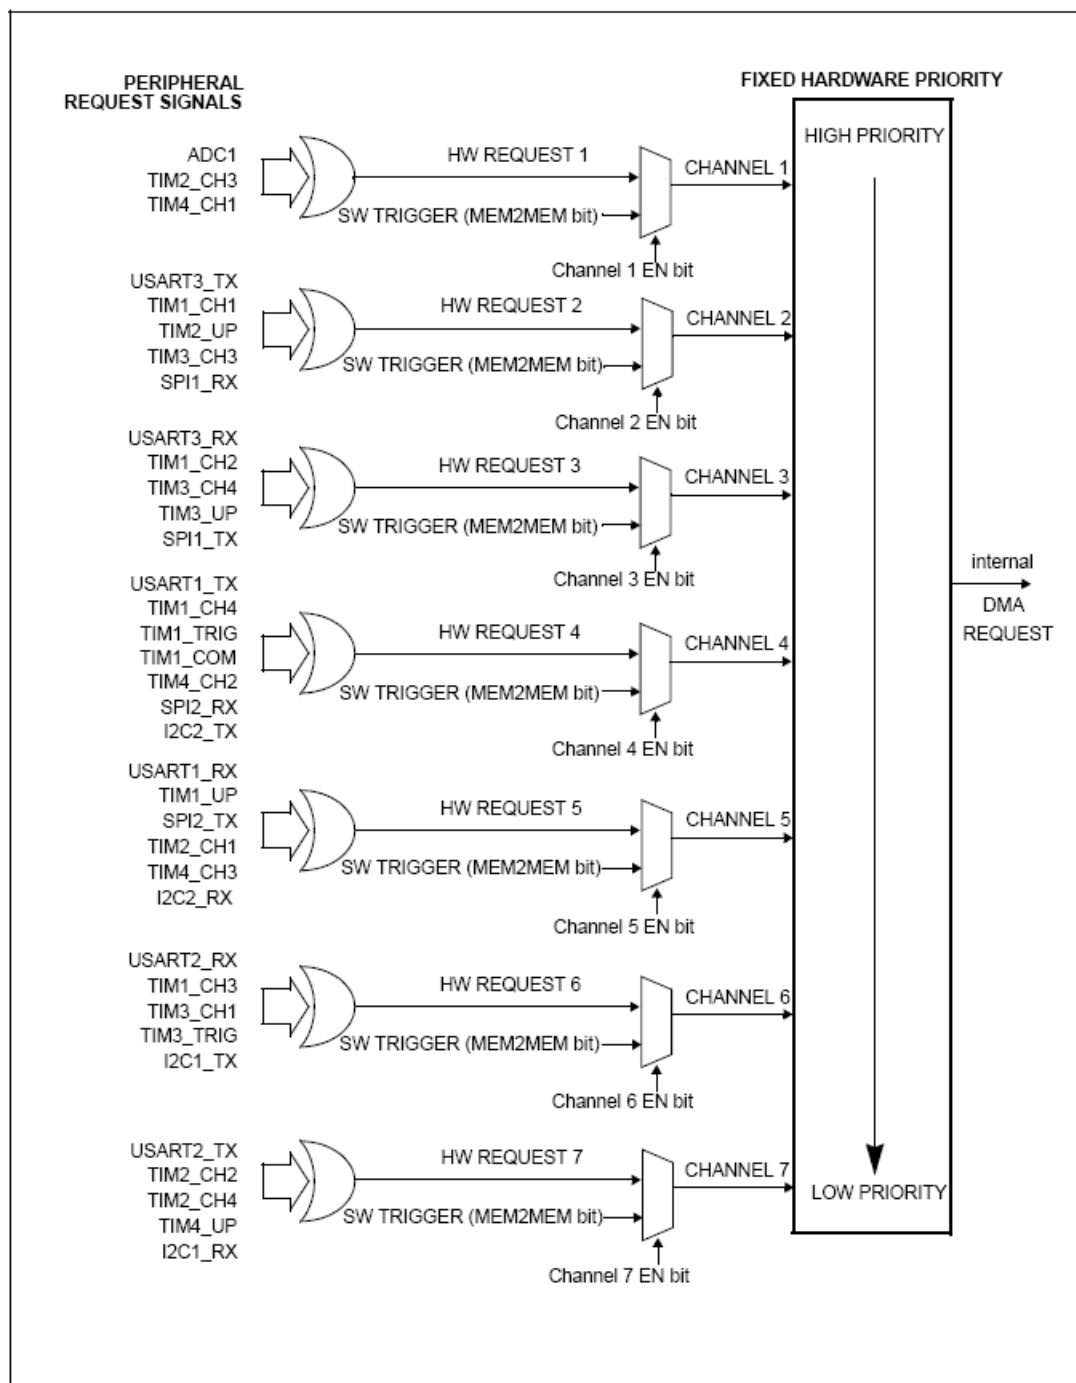 PERIPHERAL
REQUEST SIGNALS
FIXED HARDWARE PRIORITY
HIGH PRIORITY
ADC1
TIM2_CH3
TIM4_CH1
HW REQUEST 1
SW TRIGGER (MEM2MEM bit)
CHANNEL 1
Channel 1 EN bit
USART3_TX
TIM1_CH1
TIM2_UP
TIM3_CH3
SPI1_RX
HW REQUEST 2
SW TRIGGER (MEM2MEM bit)
CHANNEL 2
Channel 2 EN bit
USART3_RX
TIM1_CH2
TIM3_CH4
TIM3_UP
SPI1_TX
HW REQUEST 3
SW TRIGGER (MEM2MEM bit)
CHANNEL 3
Channel 3 EN bit
USART1_TX
TIM1_CH4
TIM1_TRIG
TIM1_COM
TIM4_CH2
SPI2_RX
I2C2_TX
HW REQUEST 4
SW TRIGGER (MEM2MEM bit)
CHANNEL 4
Channel 4 EN bit
internal
DMA
REQUEST
USART1_RX
TIM1_UP
SPI2_TX
TIM2_CH1
TIM4_CH3
I2C2_RX
HW REQUEST 5
SW TRIGGER (MEM2MEM bit)
CHANNEL 5
Channel 5 EN bit
USART2_RX
TIM1_CH3
TIM3_CH1
TIM3_TRIG
I2C1_TX
HW REQUEST 6
SW TRIGGER (MEM2MEM bit)
CHANNEL 6
Channel 6 EN bit
USART2_TX
TIM2_CH2
TIM2_CH4
TIM4_UP
I2C1_RX
HW REQUEST 7
SW TRIGGER (MEM2MEM bit)
CHANNEL 7
Channel 7 EN bit
LOW PRIORITY